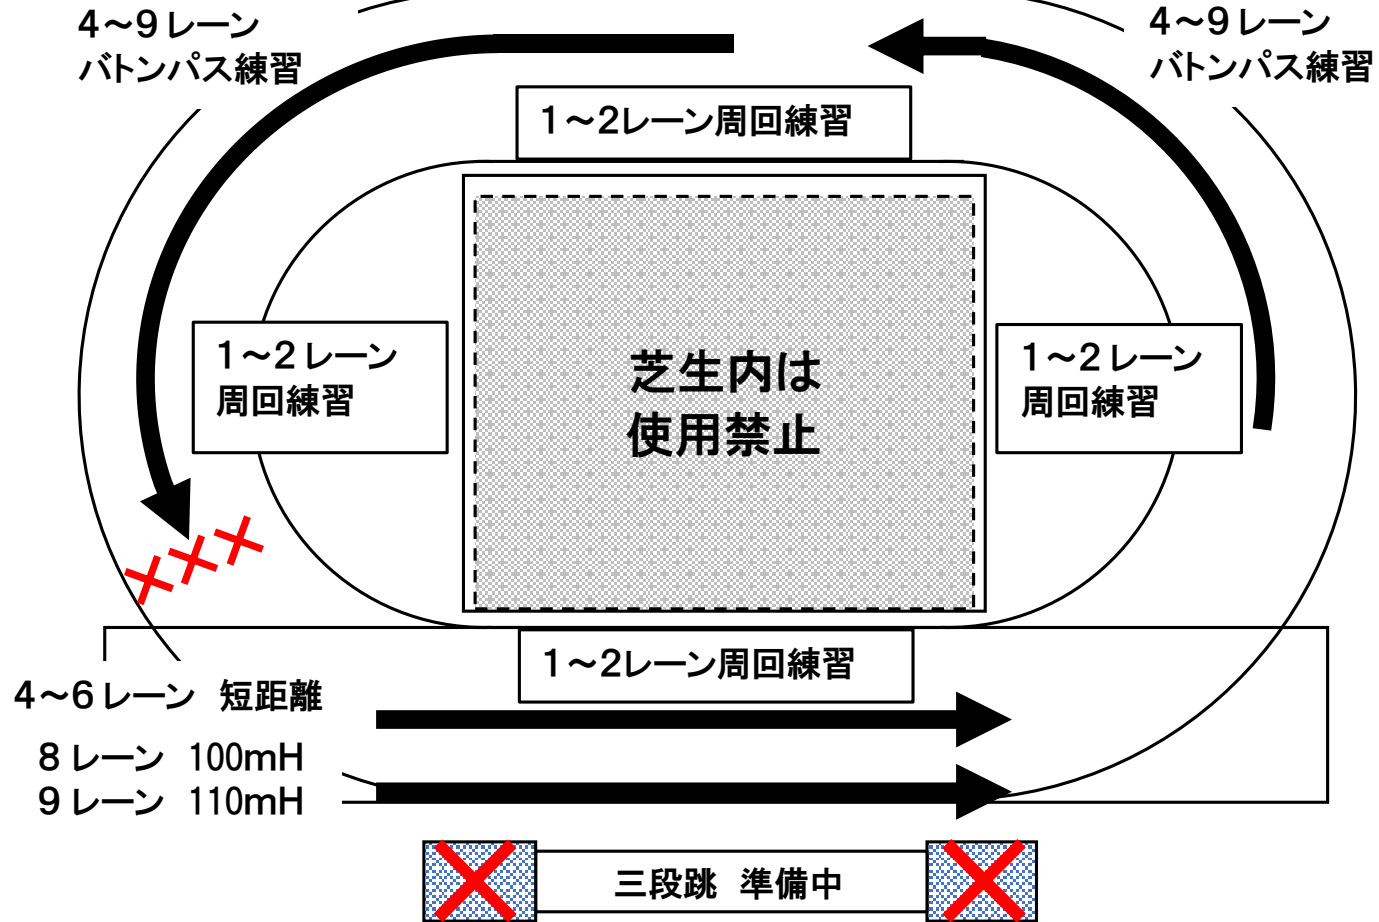 4～9レーン
バトンパス練習
4～9レーン
バトンパス練習
1～2レーン周回練習
1～2レーン
周回練習
芝生内は
使用禁止
1～2レーン
周回練習
1～2レーン周回練習
4～6レーン 短距離
8レーン 100mH
9レーン 110mH
三段跳 準備中